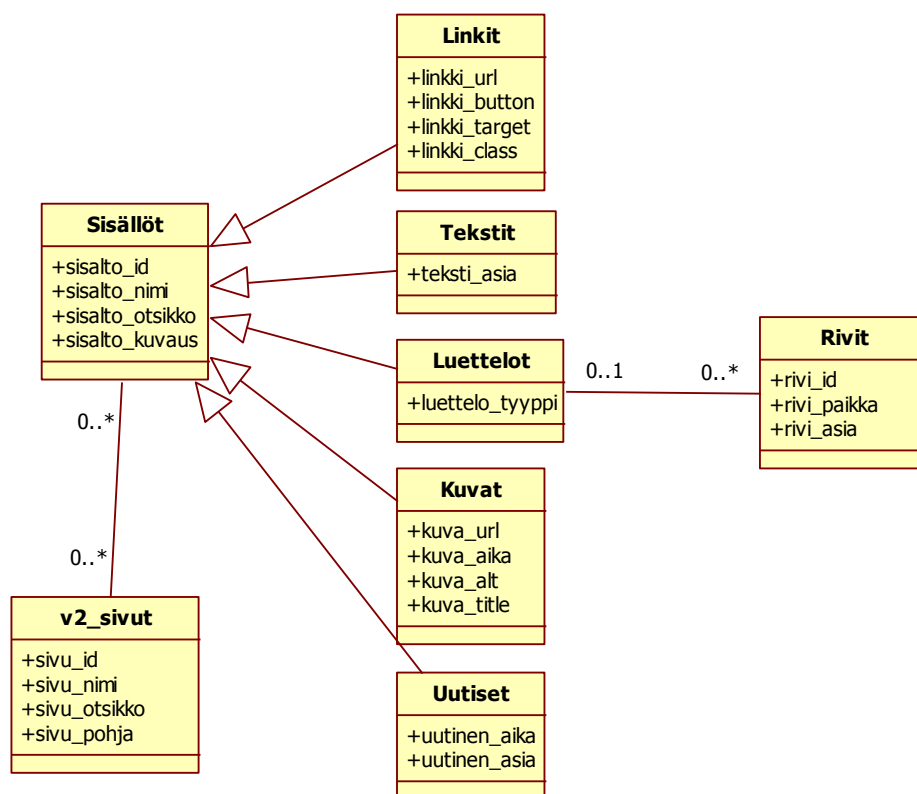 Linkit
+linkki_url
+linkki_button
+linkki_target
+linkki_class
Sisällöt
+sisalto_id
+sisalto_nimi
+sisalto_otsikko
+sisalto_kuvaus
Tekstit
+teksti_asia
Luettelot
+luettelo_tyyppi
0..1
0..*
Rivit
+rivi_id
+rivi_paikka
+rivi_asia
0..*
0..*
Kuvat
+kuva_url
+kuva_aika
+kuva_alt
+kuva_title
v2_sivut
+sivu_id
+sivu_nimi
+sivu_otsikko
+sivu_pohja
Uutiset
+uutinen_aika
+uutinen_asia